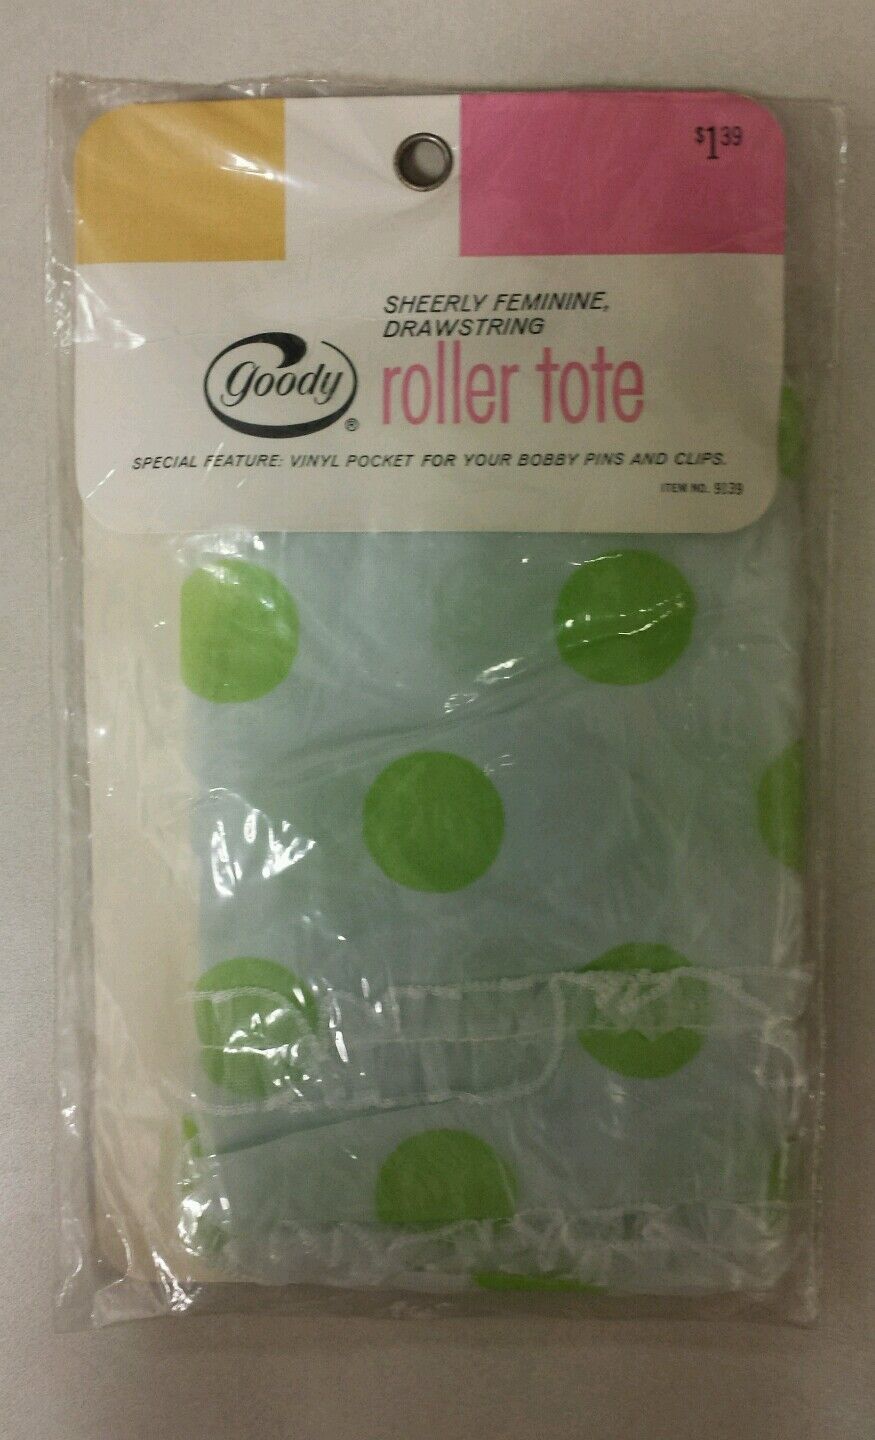 $1.39
SHEERLY FEMININE,
DRAWSTRING
goody®
roller tote
SPECIAL FEATURE: VINYL POCKET FOR YOUR BOBBY PINS AND CLIPS.
ITEM NO. 9139